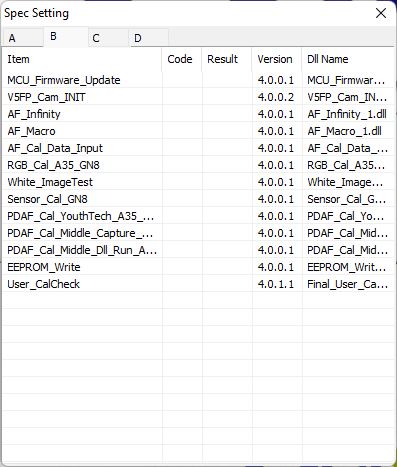 Spec Setting
A B C D
Item Code Result Version Dll Name
MCU_Firmware_Update 4.0.0.1 MCU_Firmwar...
V5FP_Cam_INIT 4.0.0.2 V5FP_Cam_IN...
AF_Infinity 4.0.0.1 AF_Infinity_1.dll
AF_Macro 4.0.0.1 AF_Macro_1.dll
AF_Cal_Data_Input 4.0.0.1 AF_Cal_Data_...
RGB_Cal_A35_GN8 4.0.0.1 RGB_Cal_A35...
White_ImageTest 4.0.0.1 White_Image...
Sensor_Cal_GN8 4.0.0.1 Sensor_Cal_G...
PDAF_Cal_YouthTech_A35_... 4.0.0.1 PDAF_Cal_Yo...
PDAF_Cal_Middle_Capture_... 4.0.0.1 PDAF_Cal_Mid...
PDAF_Cal_Middle_Dll_Run_A... 4.0.0.1 PDAF_Cal_Mid...
EEPROM_Write 4.0.0.1 EEPROM_Writ...
User_CalCheck 4.0.1.1 Final_User_Ca...